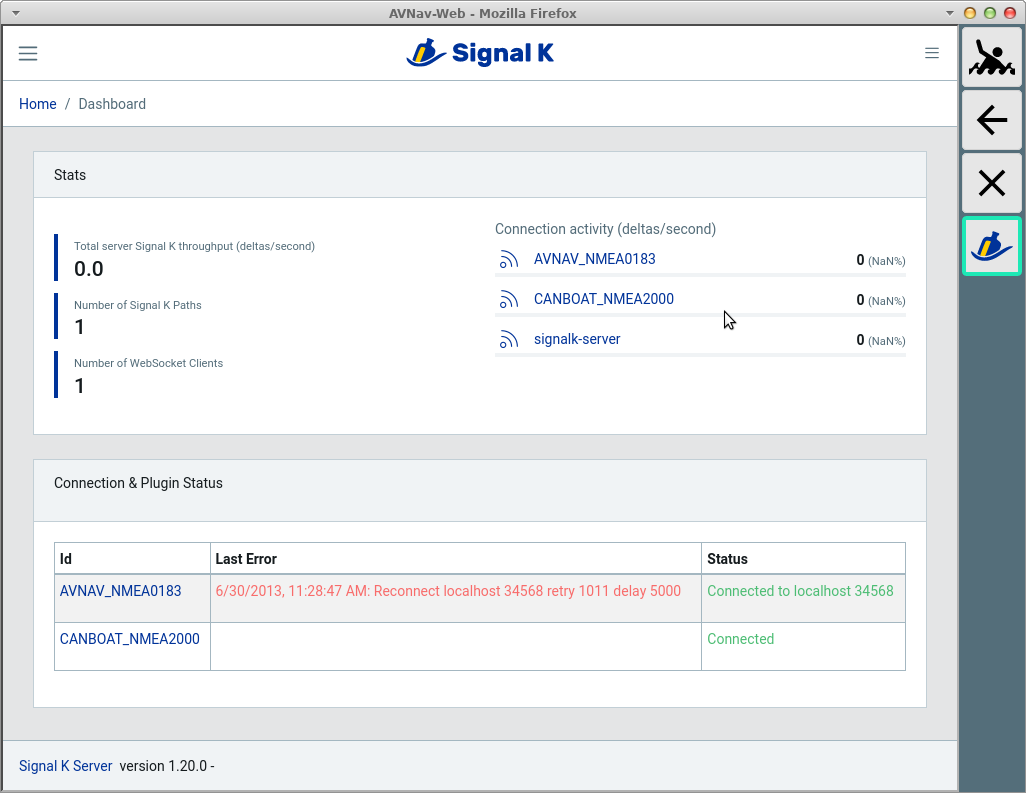 AVNav-Web - Mozilla Firefox
Signal K
Home / Dashboard
Stats
Total server Signal K throughput (deltas/second)
0.0
Number of Signal K Paths
1
Number of WebSocket Clients
1
Connection activity (deltas/second)
AVNAV_NMEA0183 0 (NaN%)
CANBOAT_NMEA2000 0 (NaN%)
signalk-server 0 (NaN%)
Connection & Plugin Status
Id Last Error Status
AVNAV_NMEA0183 6/30/2013, 11:28:47 AM: Reconnect localhost 34568 retry 1011 delay 5000 Connected to localhost 34568
CANBOAT_NMEA2000 Connected
Signal K Server version 1.20.0 -